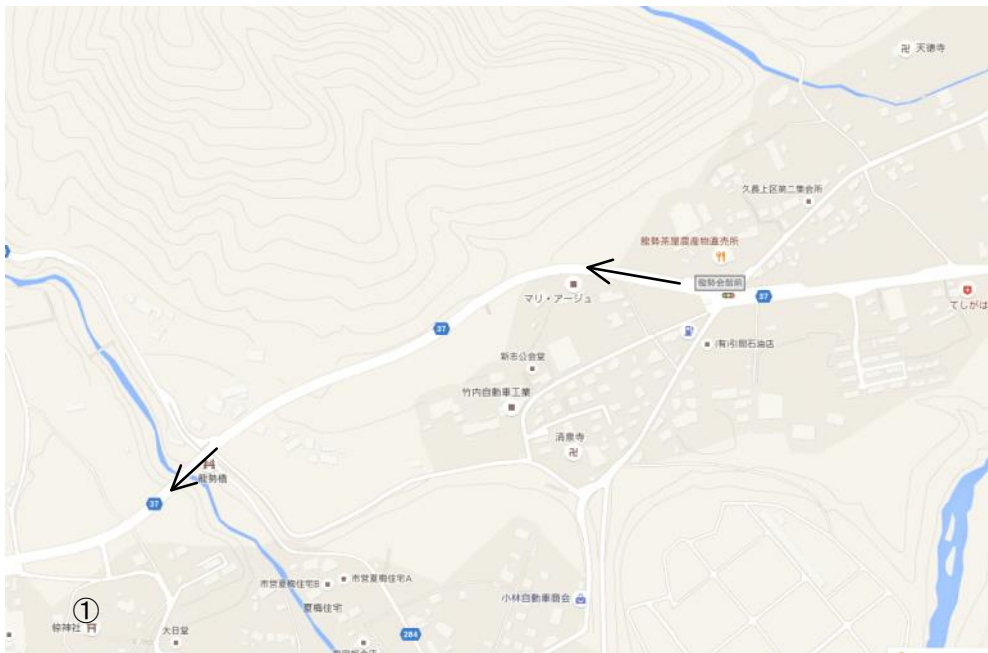 天徳寺
久長上区第二集会所
龍勢茶屋農産物直売所
龍勢会館前
37
てしがは
マリ・アージュ
37
(有)引間石油店
新志公会堂
竹内自動車工業
清泉寺
龍勢橋
37
市営夏梅住宅B
市営夏梅住宅A
夏梅住宅
小林自動車商会
①
椋神社
大日堂
284